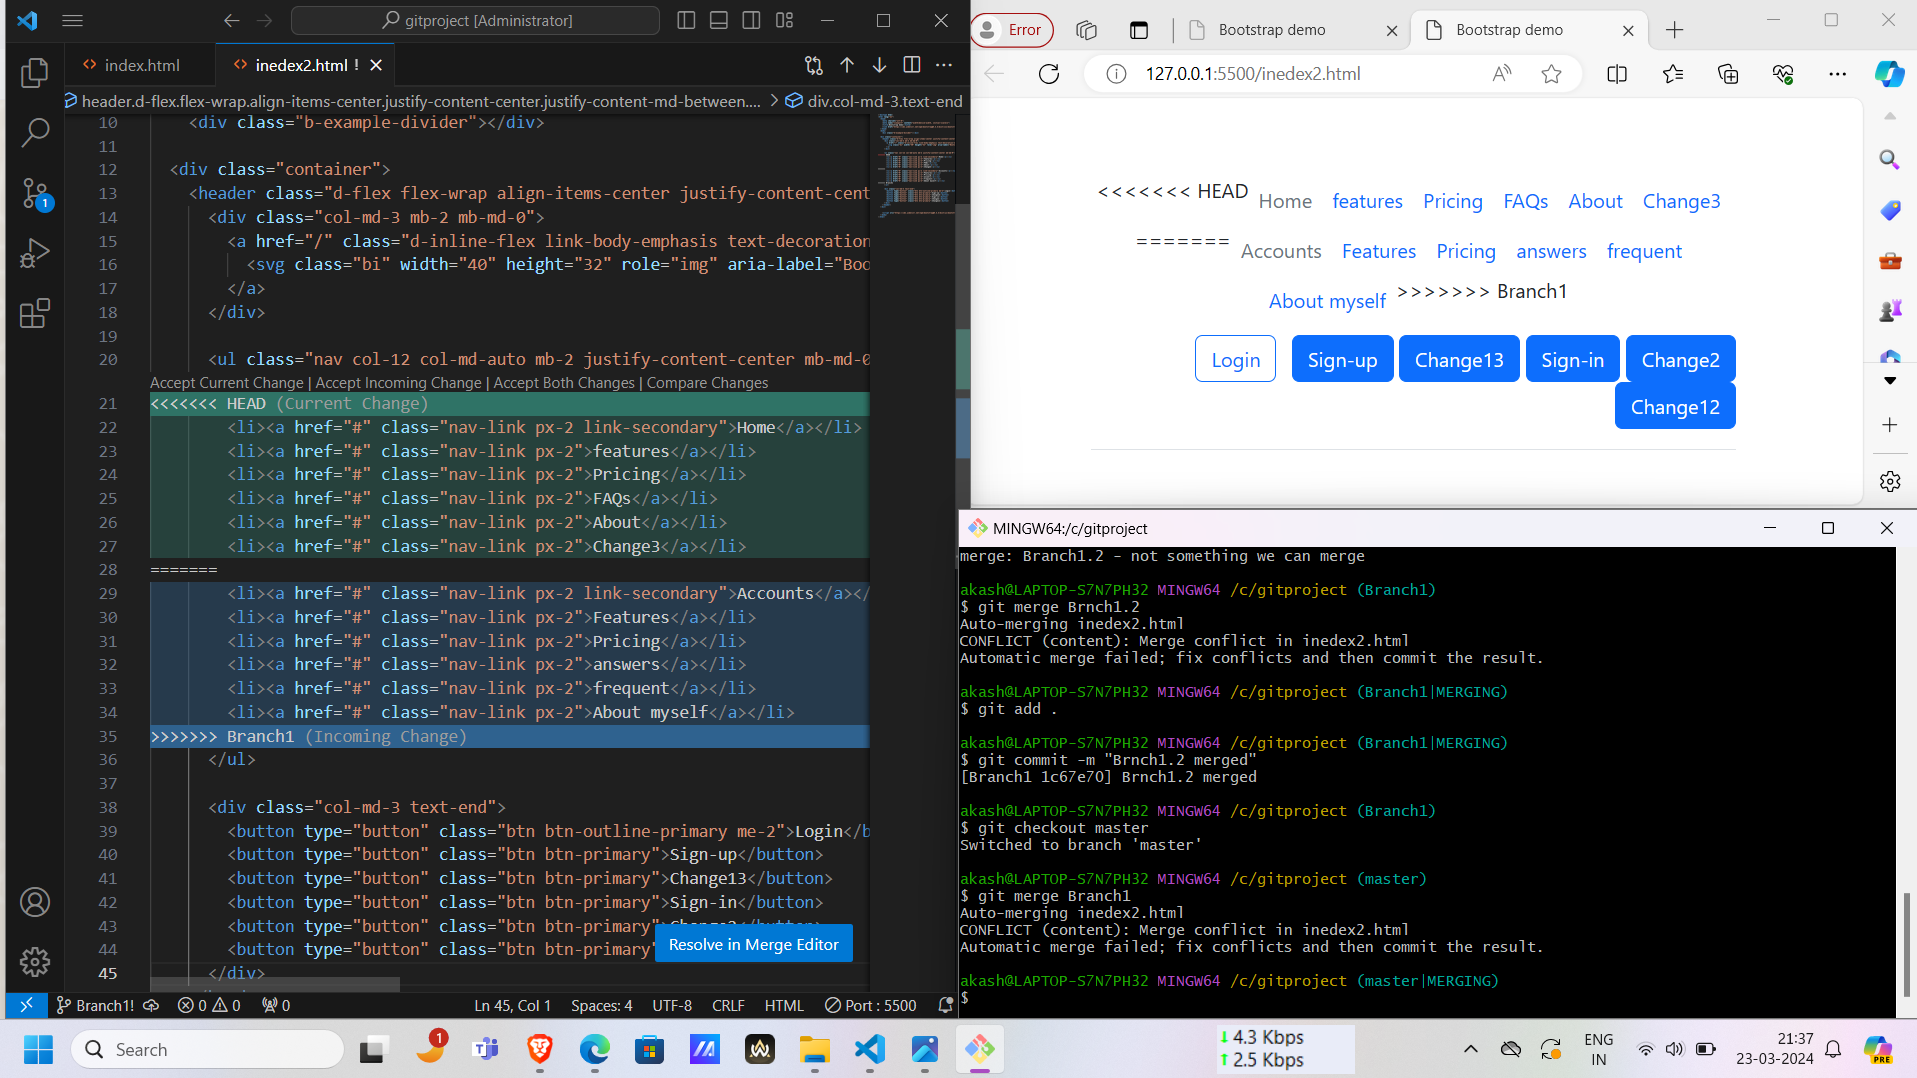 gitproject [Administrator]
index.html
inedex2.html !
header.d-flex.flex-wrap.align-items-center.justify-content-center.justify-content-md-between.... > div.col-md-3.text-end
10 <div class="b-example-divider"></div>
11
12 <div class="container">
13 <header class="d-flex flex-wrap align-items-center justify-content-cent
14 <div class="col-md-3 mb-2 mb-md-0">
15 <a href="/" class="d-inline-flex link-body-emphasis text-decoration
16 <svg class="bi" width="40" height="32" role="img" aria-label="Boo
17 </a>
18 </div>
19
20 <ul class="nav col-12 col-md-auto mb-2 justify-content-center mb-md-0
Accept Current Change | Accept Incoming Change | Accept Both Changes | Compare Changes
21 <<<<<<< HEAD (Current Change)
22 <li><a href="#" class="nav-link px-2 link-secondary">Home</a></li>
23 <li><a href="#" class="nav-link px-2">features</a></li>
24 <li><a href="#" class="nav-link px-2">Pricing</a></li>
25 <li><a href="#" class="nav-link px-2">FAQs</a></li>
26 <li><a href="#" class="nav-link px-2">About</a></li>
27 <li><a href="#" class="nav-link px-2">Change3</a></li>
28 =======
29 <li><a href="#" class="nav-link px-2 link-secondary">Accounts</a></
30 <li><a href="#" class="nav-link px-2">Features</a></li>
31 <li><a href="#" class="nav-link px-2">Pricing</a></li>
32 <li><a href="#" class="nav-link px-2">answers</a></li>
33 <li><a href="#" class="nav-link px-2">frequent</a></li>
34 <li><a href="#" class="nav-link px-2">About myself</a></li>
35 >>>>>>> Branch1 (Incoming Change)
36 </ul>
37
38 <div class="col-md-3 text-end">
39 <button type="button" class="btn btn-outline-primary me-2">Login</b
40 <button type="button" class="btn btn-primary">Sign-up</button>
41 <button type="button" class="btn btn-primary">Change13</button>
42 <button type="button" class="btn btn-primary">Sign-in</button>
43 <button type="button" class="btn btn-primary">
44 <button type="button" class="btn btn-primary"
Resolve in Merge Editor
45 </div>
1
Branch1! 0 0 0 Ln 45, Col 1 Spaces: 4 UTF-8 CRLF HTML Port : 5500
Error
Bootstrap demo
Bootstrap demo
127.0.0.1:5500/inedex2.html
<<<<<<< HEAD Home features Pricing FAQs About Change3
======= Accounts Features Pricing answers frequent
About myself >>>>>>> Branch1
Login Sign-up Change13 Sign-in Change2
Change12
MINGW64:/c/gitproject
merge: Branch1.2 - not something we can merge
akash@LAPTOP-S7N7PH32 MINGW64 /c/gitproject (Branch1)
$ git merge Brnch1.2
Auto-merging inedex2.html
CONFLICT (content): Merge conflict in inedex2.html
Automatic merge failed; fix conflicts and then commit the result.
akash@LAPTOP-S7N7PH32 MINGW64 /c/gitproject (Branch1|MERGING)
$ git add .
akash@LAPTOP-S7N7PH32 MINGW64 /c/gitproject (Branch1|MERGING)
$ git commit -m "Brnch1.2 merged"
[Branch1 1c67e70] Brnch1.2 merged
akash@LAPTOP-S7N7PH32 MINGW64 /c/gitproject (Branch1)
$ git checkout master
Switched to branch 'master'
akash@LAPTOP-S7N7PH32 MINGW64 /c/gitproject (master)
$ git merge Branch1
Auto-merging inedex2.html
CONFLICT (content): Merge conflict in inedex2.html
Automatic merge failed; fix conflicts and then commit the result.
akash@LAPTOP-S7N7PH32 MINGW64 /c/gitproject (master|MERGING)
$
Search
1
4.3 Kbps
2.5 Kbps
ENG
IN
21:37
23-03-2024
PRE